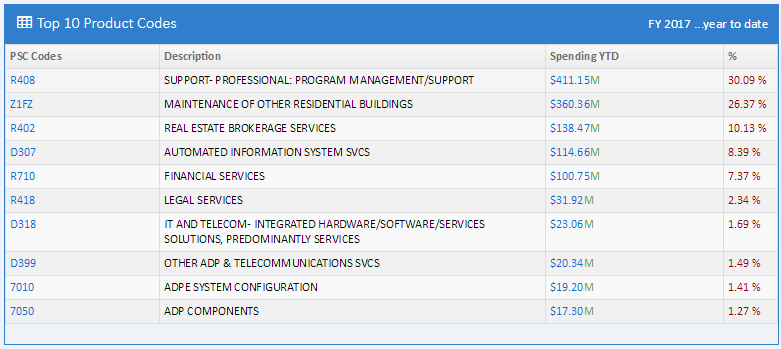 Top 10 Product Codes FY 2017 ...year to date
PSC Codes Description Spending YTD %
R408 SUPPORT- PROFESSIONAL: PROGRAM MANAGEMENT/SUPPORT $411.15M 30.09 %
Z1FZ MAINTENANCE OF OTHER RESIDENTIAL BUILDINGS $360.36M 26.37 %
R402 REAL ESTATE BROKERAGE SERVICES $138.47M 10.13 %
D307 AUTOMATED INFORMATION SYSTEM SVCS $114.66M 8.39 %
R710 FINANCIAL SERVICES $100.75M 7.37 %
R418 LEGAL SERVICES $31.92M 2.34 %
D318 IT AND TELECOM- INTEGRATED HARDWARE/SOFTWARE/SERVICES $23.06M 1.69 %
SOLUTIONS, PREDOMINANTLY SERVICES
D399 OTHER ADP & TELECOMMUNICATIONS SVCS $20.34M 1.49 %
7010 ADPE SYSTEM CONFIGURATION $19.20M 1.41 %
7050 ADP COMPONENTS $17.30M 1.27 %